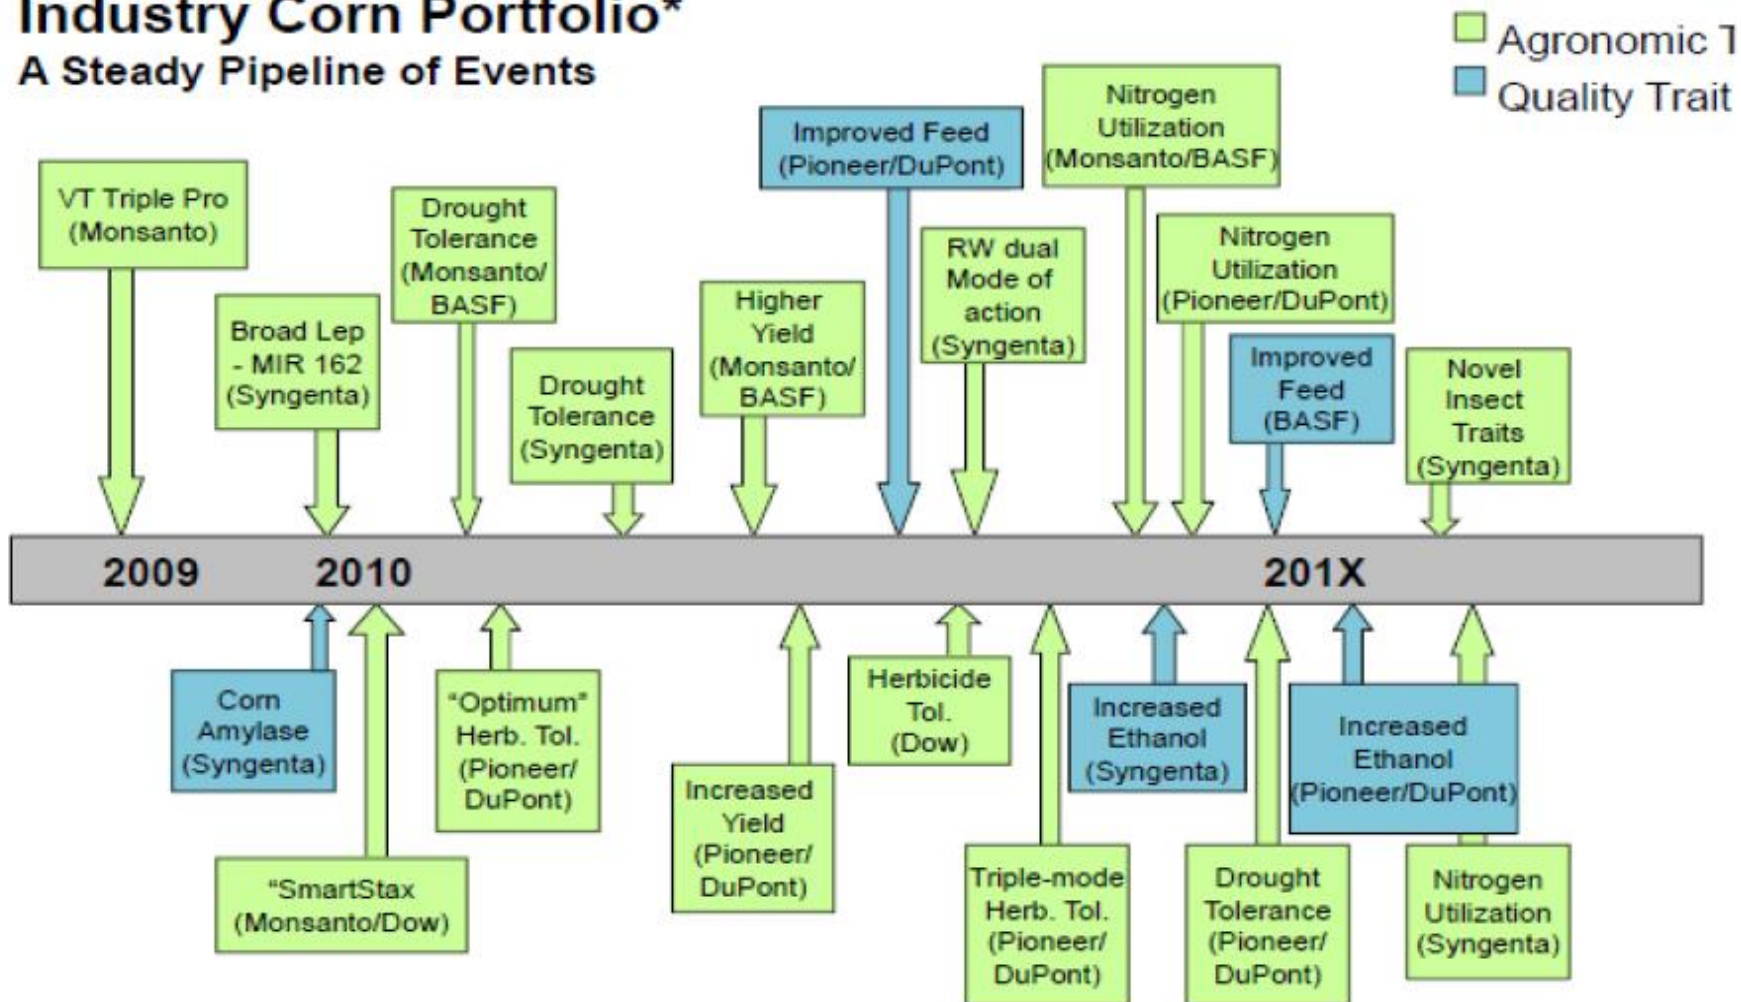 Industry Corn Portfolio*
A Steady Pipeline of Events
Agronomic
Quality Trait
VT Triple Pro
(Monsanto)
Broad Lep
- MIR 162
(Syngenta)
Drought
Tolerance
(Monsanto/
BASF)
Drought
Tolerance
(Syngenta)
Higher
Yield
(Monsanto/
BASF)
Improved Feed
(Pioneer/DuPont)
RW dual
Mode of
action
(Syngenta)
Nitrogen
Utilization
(Monsanto/BASF)
Nitrogen
Utilization
(Pioneer/DuPont)
Improved
Feed
(BASF)
Novel
Insect
Traits
(Syngenta)
2009
2010
201X
Corn
Amylase
(Syngenta)
“SmartStax
(Monsanto/Dow)
“Optimum”
Herb. Tol.
(Pioneer/
DuPont)
Increased
Yield
(Pioneer/
DuPont)
Herbicide
Tol.
(Dow)
Triple-mode
Herb. Tol.
(Pioneer/
DuPont)
Increased
Ethanol
(Syngenta)
Drought
Tolerance
(Pioneer/
DuPont)
Increased
Ethanol
(Pioneer/DuPont)
Nitrogen
Utilization
(Syngenta)